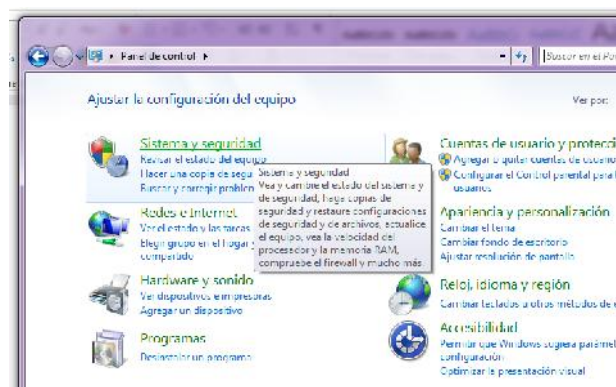 Panel de control
Buscar en el Pa
Ajustar la configuración del equipo
Ver por:
Sistema y seguridad
Revisar el estado del equipo
Hacer una copia de segu
Buscar y corregir problem
Sistema y seguridad
Vea y cambie el estado del sistema y
de seguridad, haga copias de
seguridad y restaure configuraciones
de seguridad y de archivos, actualice
el equipo, vea la velocidad del
procesador y la memoria RAM,
compruebe el firewall y mucho más.
Redes e Internet
Ver el estado y las tareas
Elegir grupo en el hogar y
compartido
Hardware y sonido
Ver dispositivos e impresoras
Agregar un dispositivo
Programas
Desinstalar un programa
Cuentas de usuario y protecci
Agregar o quitar cuentas de usuario
Configurar el Control parental para
usuarios
Apariencia y personalización
Cambiar el tema
Cambiar fondo de escritorio
Ajustar resolución de pantalla
Reloj, idioma y región
Cambiar teclados u otros métodos de e
Accesibilidad
Permitir que Windows sugiera parámet
configuración
Optimizar la presentación visual